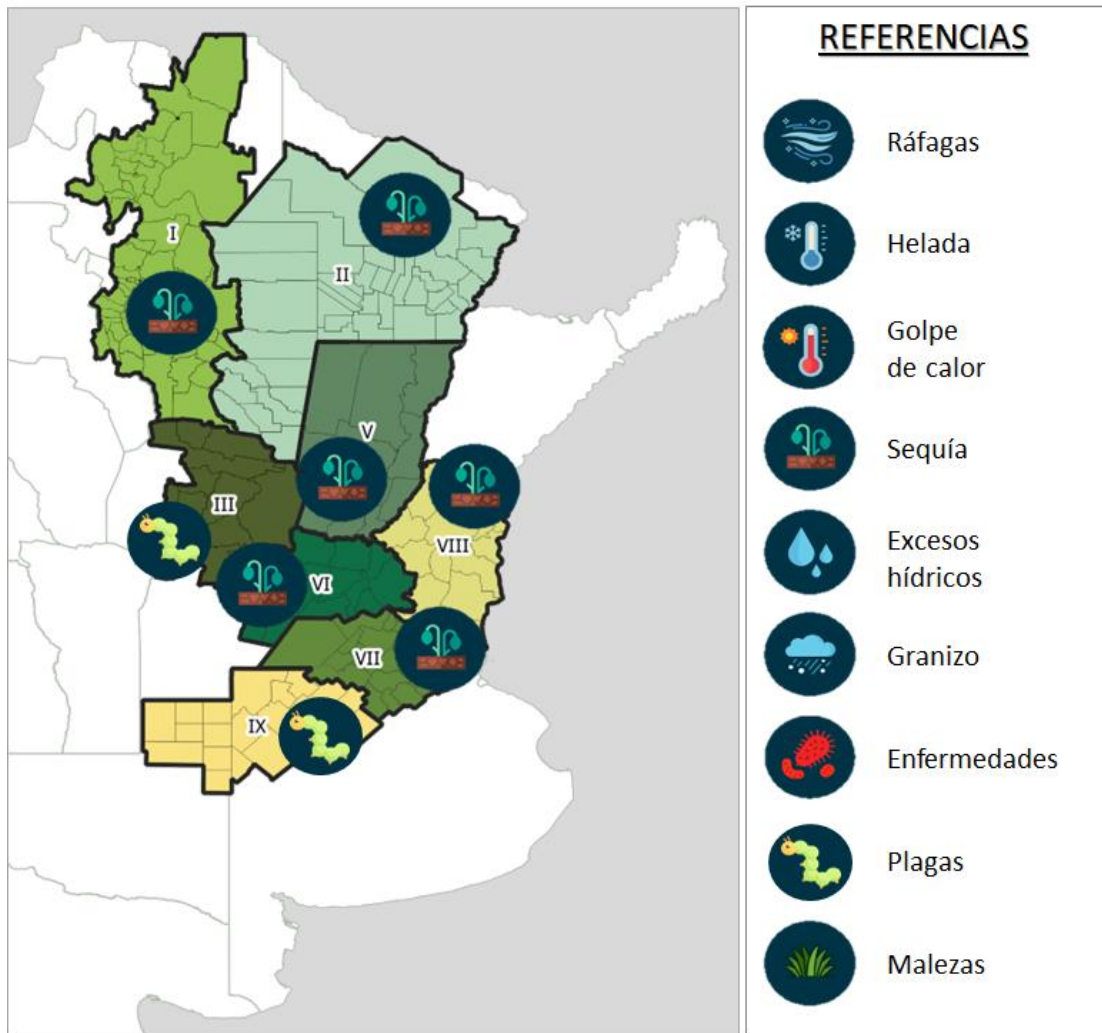 REFERENCIAS
Ráfagas
Helada
Golpe
de calor
Sequía
Excesos
hídricos
Granizo
Enfermedades
Plagas
Malezas
I
II
V
III
VIII
VI
VII
IX